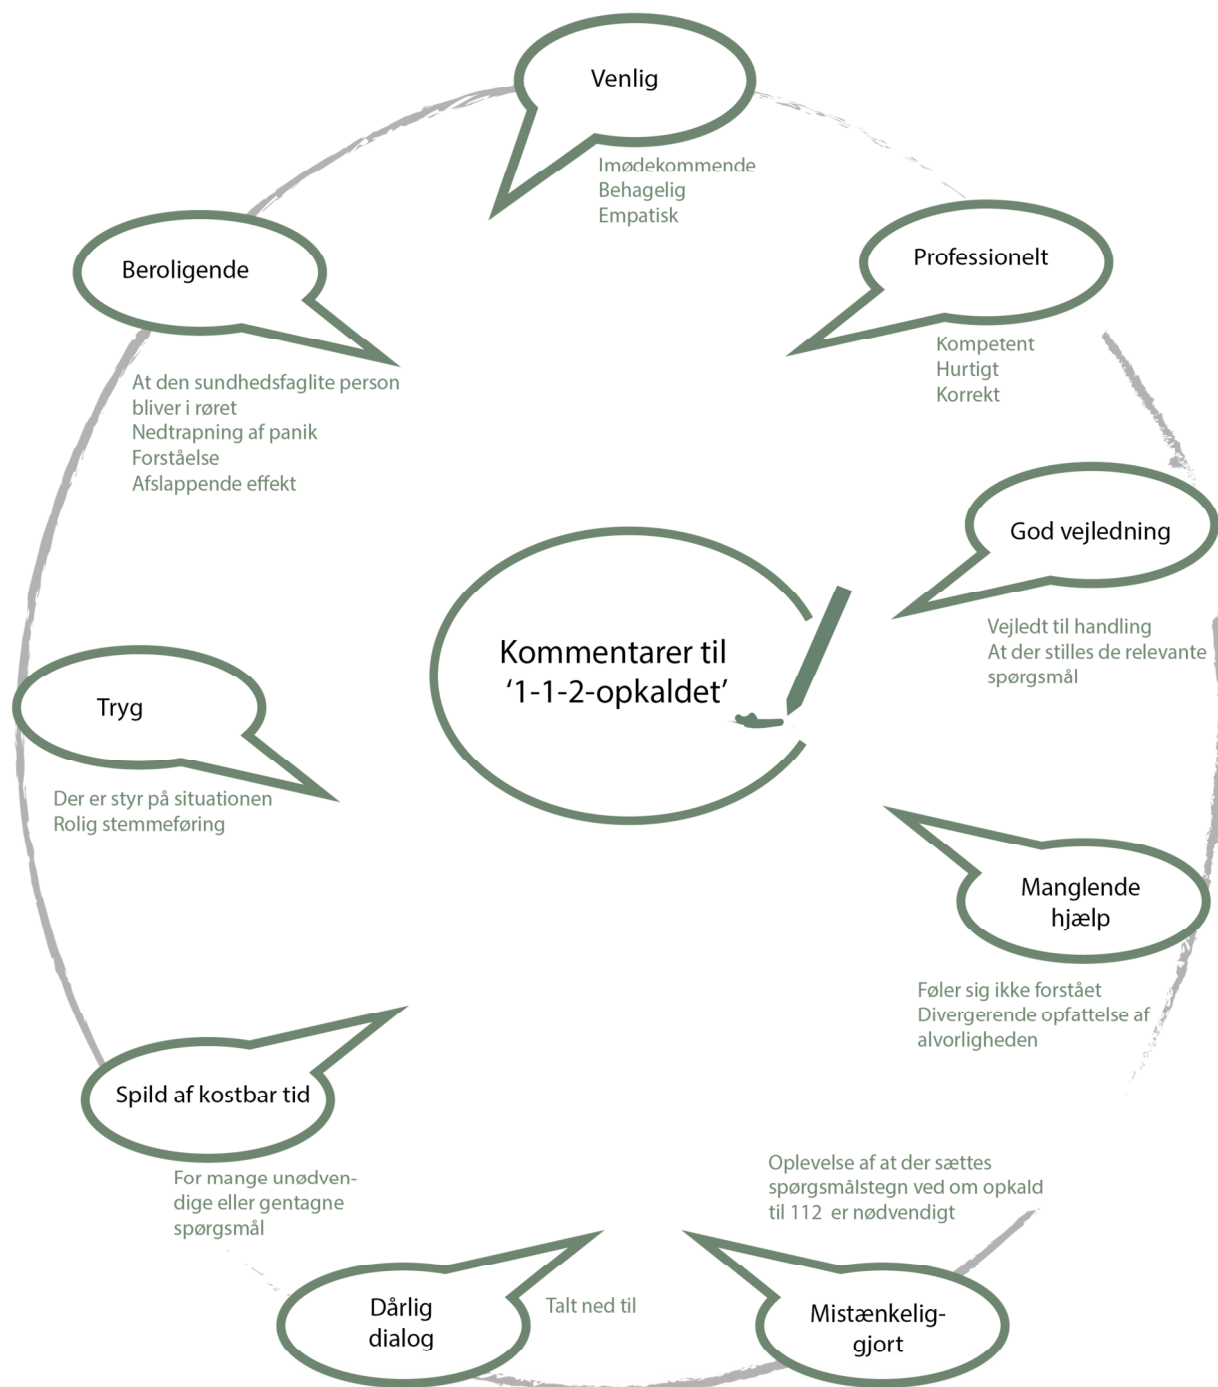 Venlig
Imødekommende
Behagelig
Empatisk
Professionelt
Kompetent
Hurtigt
Korrekt
God vejledning
Vejledt til handling
At der stilles de relevante
spørgsmål
Manglende
hjælp
Føler sig ikke forstået
Divergerende opfattelse af
alvorligheden
Mistænkelig-
gjort
Oplevelse af at der sættes
spørgsmålstegn ved om opkald
til 112 er nødvendigt
Dårlig
dialog
Talt ned til
Spild af kostbar tid
For mange unødven-
dige eller gentagne
spørgsmål
Tryg
Der er styr på situationen
Rolig stemmeføring
Beroligende
At den sundhedsfaglite person
bliver i røret
Nedtrapning af panik
Forståelse
Afslappende effekt
Kommentarer til
‘1-1-2-opkaldet’